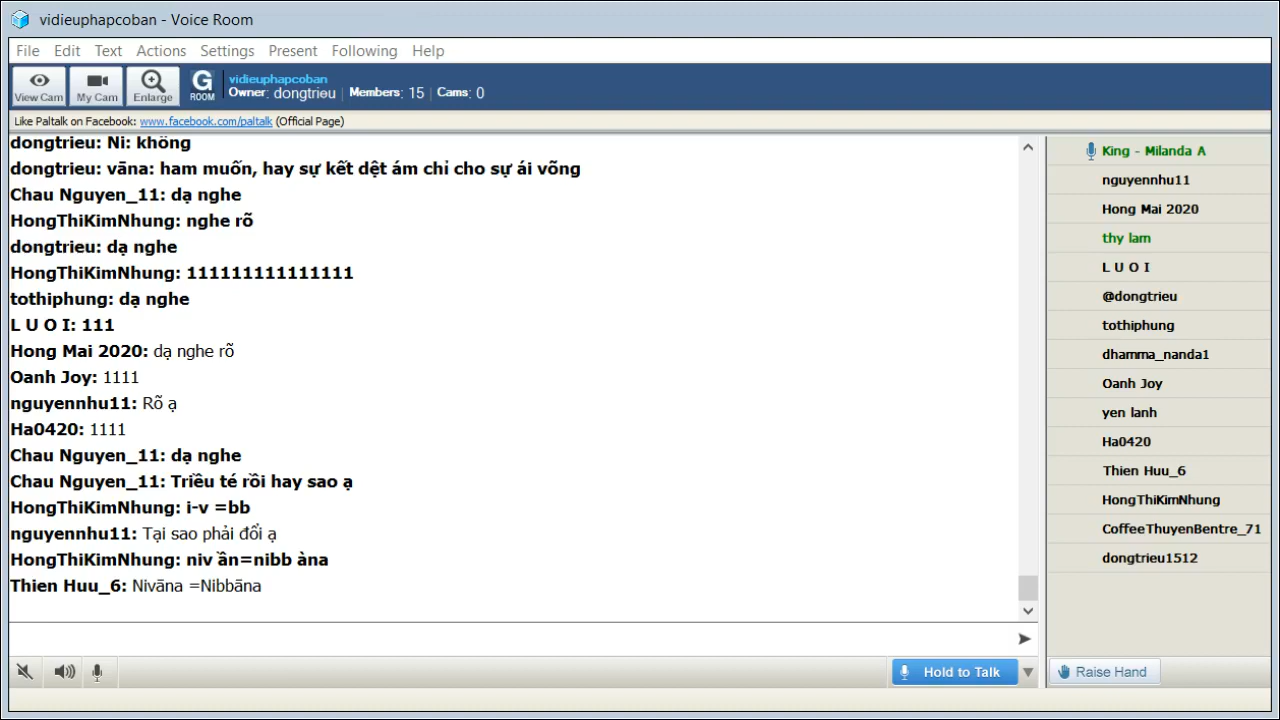 vidieuphapcoban - Voice Room
File Edit Text Actions Settings Present Following Help
View Cam
My Cam
Enlarge
G ROOM
vidieuphapcoban
Owner: dongtrieu | Members: 15 | Cams: 0
Like Paltalk on Facebook: www.facebook.com/paltalk (Official Page)
dongtrieu: Ni: không
dongtrieu: vāna: ham muốn, hay sự kết dệt ám chỉ cho sự ái võng
Chau Nguyen_11: dạ nghe
HongThiKimNhung: nghe rõ
dongtrieu: dạ nghe
HongThiKimNhung: 111111111111111
tothiphung: dạ nghe
L U O I: 111
Hong Mai 2020: dạ nghe rõ
Oanh Joy: 1111
nguyennhu11: Rõ ạ
Ha0420: 1111
Chau Nguyen_11: dạ nghe
Chau Nguyen_11: Triều té rồi hay sao ạ
HongThiKimNhung: i-v =bb
nguyennhu11: Tại sao phải đổi ạ
HongThiKimNhung: niv ần=nibb àna
Thien Huu_6: Nivāna =Nibbāna
King - Milanda A
nguyennhu11
Hong Mai 2020
thy lam
L U O I
@dongtrieu
tothiphung
dhamma_nanda1
Oanh Joy
yen lanh
Ha0420
Thien Huu_6
HongThiKimNhung
CoffeeThuyenBentre_71
dongtrieu1512
Hold to Talk
Raise Hand